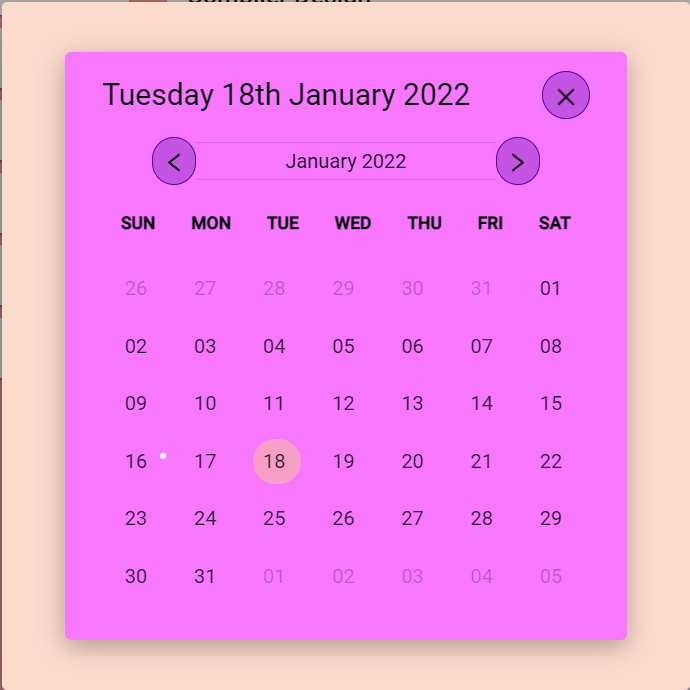 Tuesday 18th January 2022
January 2022
SUN MON TUE WED THU FRI SAT
26 27 28 29 30 31 01
02 03 04 05 06 07 08
09 10 11 12 13 14 15
16 17 18 19 20 21 22
23 24 25 26 27 28 29
30 31 01 02 03 04 05